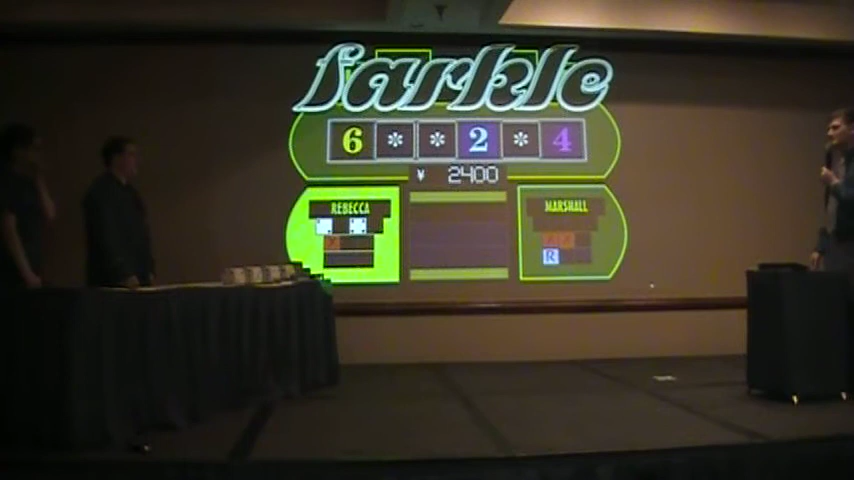 farkle
6 * * 2 * 4
¥ 2400
REBECCA
MARSHALL
X
X X
R